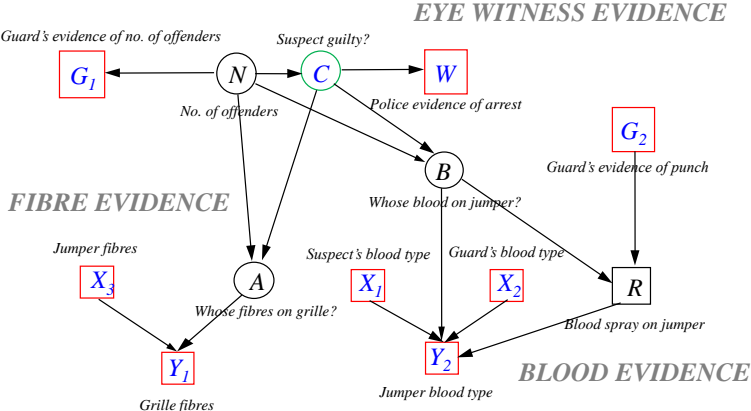 EYE WITNESS EVIDENCE
Guard's evidence of no. of offenders
Suspect guilty?
G1
N
C
W
No. of offenders
Police evidence of arrest
G2
B
Guard's evidence of punch
FIBRE EVIDENCE
Whose blood on jumper?
Jumper fibres
Suspect's blood type
Guard's blood type
X3
A
X1
X2
R
Whose fibres on grille?
Blood spray on jumper
Y1
Y2
BLOOD EVIDENCE
Jumper blood type
Grille fibres